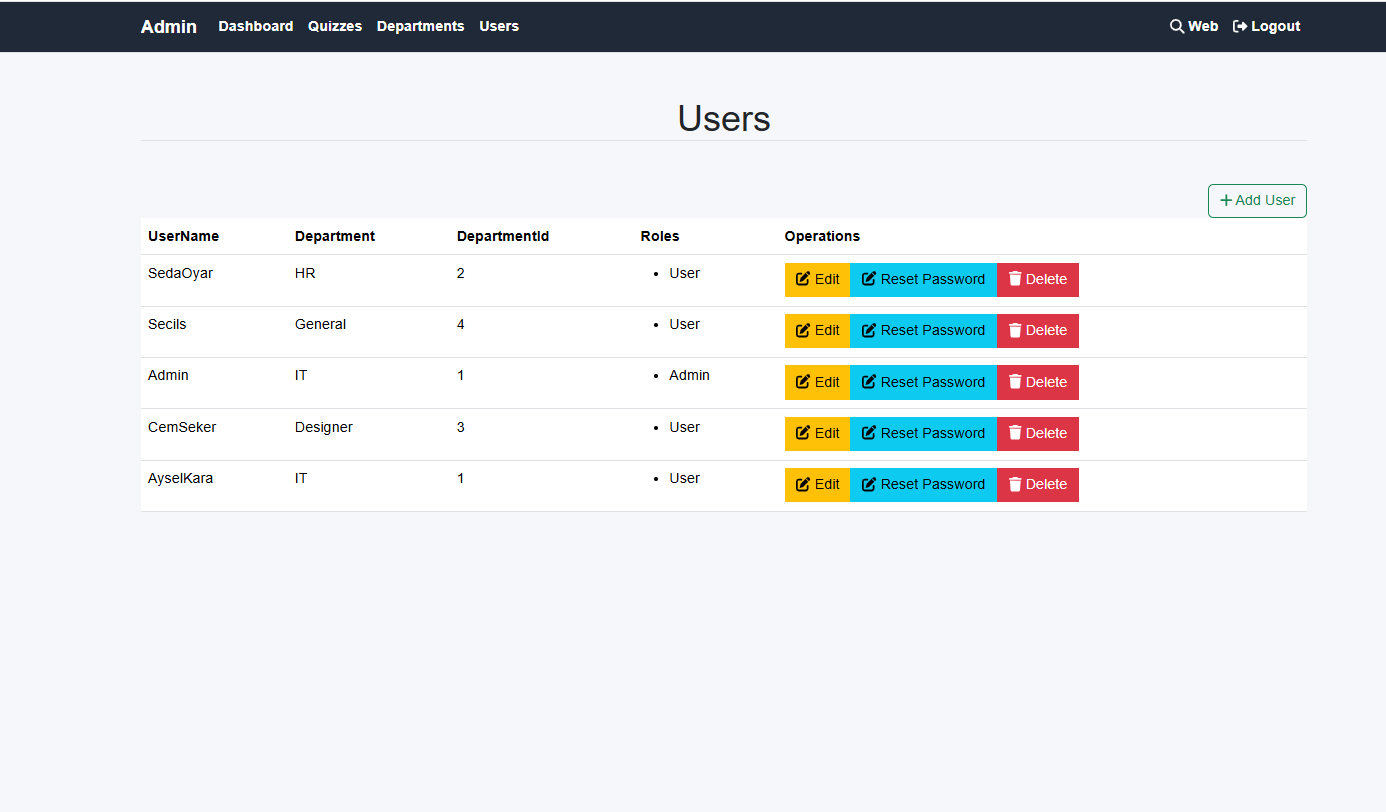 Admin Dashboard Quizzes Departments Users Web Logout
Users
Add User
UserName Department DepartmentId Roles Operations
SedaOyar HR 2 • User Edit Reset Password Delete
Secils General 4 • User Edit Reset Password Delete
Admin IT 1 • Admin Edit Reset Password Delete
CemSeker Designer 3 • User Edit Reset Password Delete
AyselKara IT 1 • User Edit Reset Password Delete